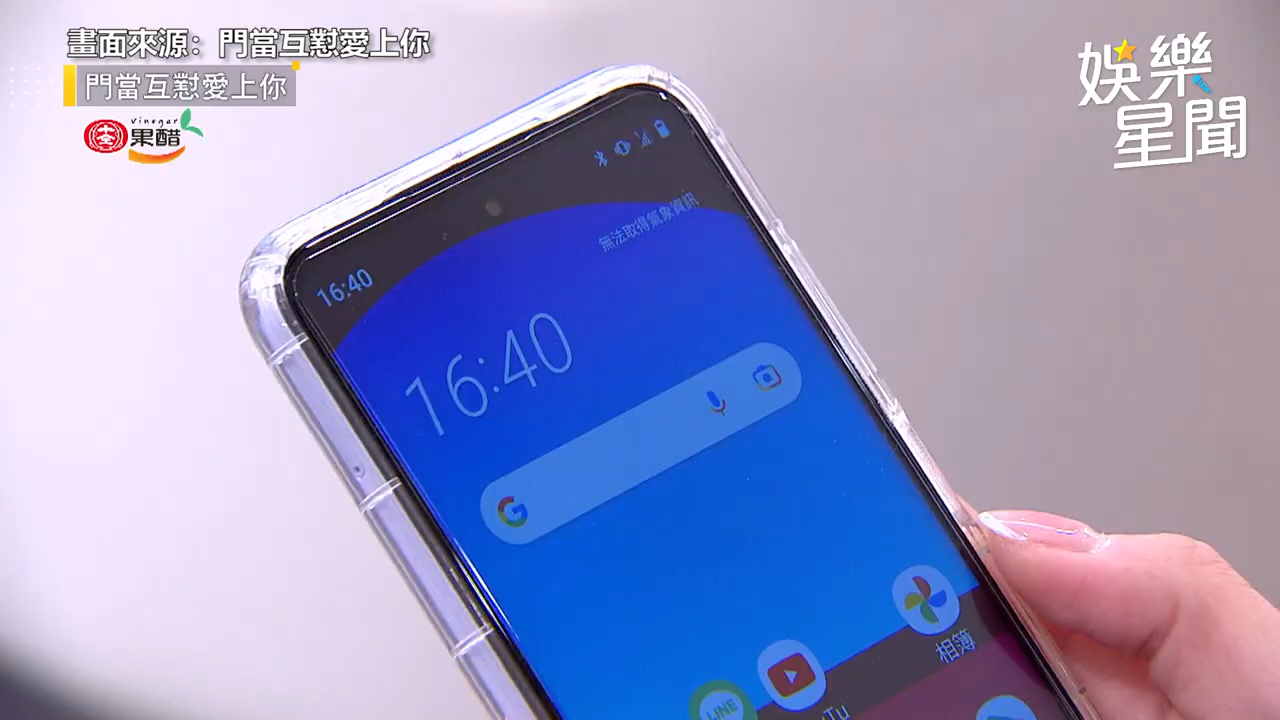 畫面來源：門當互懟愛上你
門當互懟愛上你
Vinegar
果醋
娛樂
星聞
16:40
無法取得氣象資訊
16:40
相簿
LINE